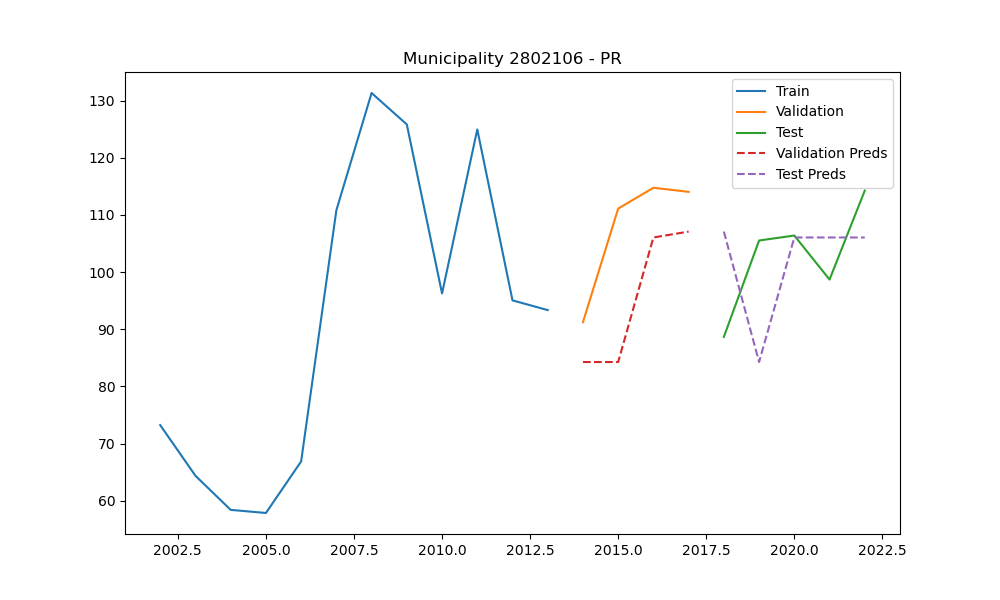 Municipality 2802106 - PR
Train
Validation
Test
Validation Preds
Test Preds
130
120
110
100
90
80
70
60
2002.5 2005.0 2007.5 2010.0 2012.5 2015.0 2017.5 2020.0 2022.5